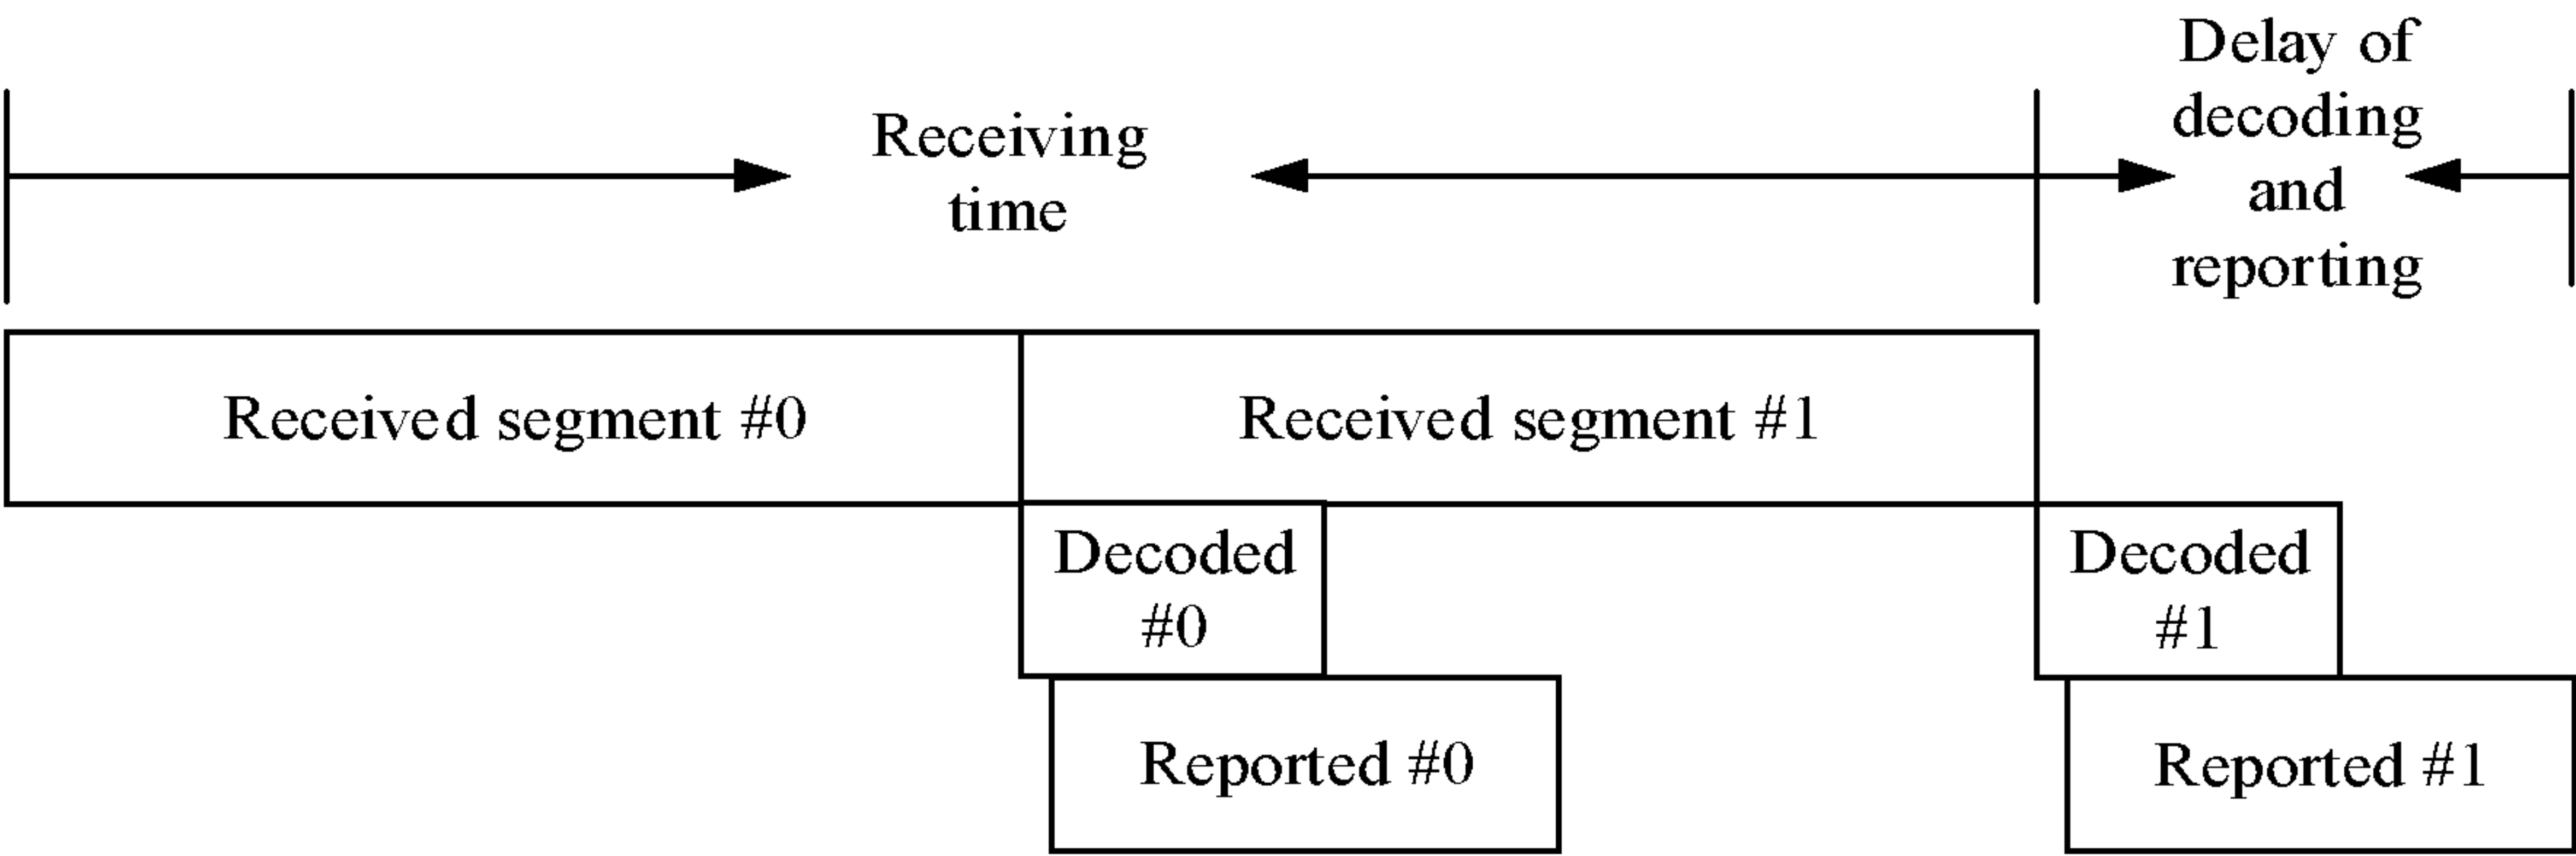 Receiving
time
Delay of
decoding
and
reporting
Received segment #0
Received segment #1
Decoded
#0
Decoded
#1
Reported #0
Reported #1